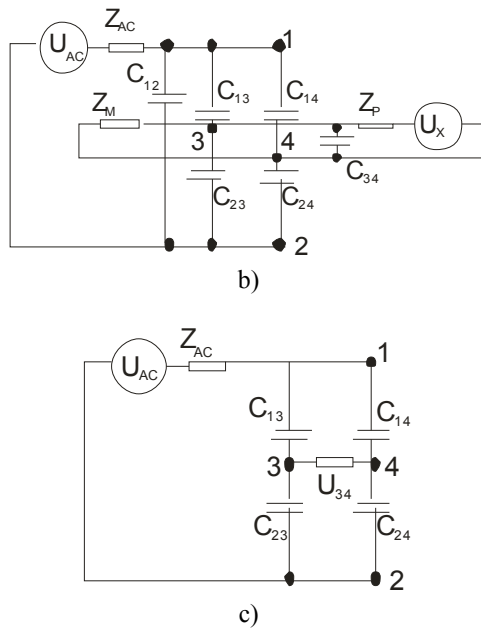 Z_AC
U_AC
1
C_12
C_13
C_14
Z_M
Z_P
U_X
3
4
C_34
C_23
C_24
2
b)
Z_AC
U_AC
1
C_13
C_14
3
4
U_34
C_23
C_24
2
c)